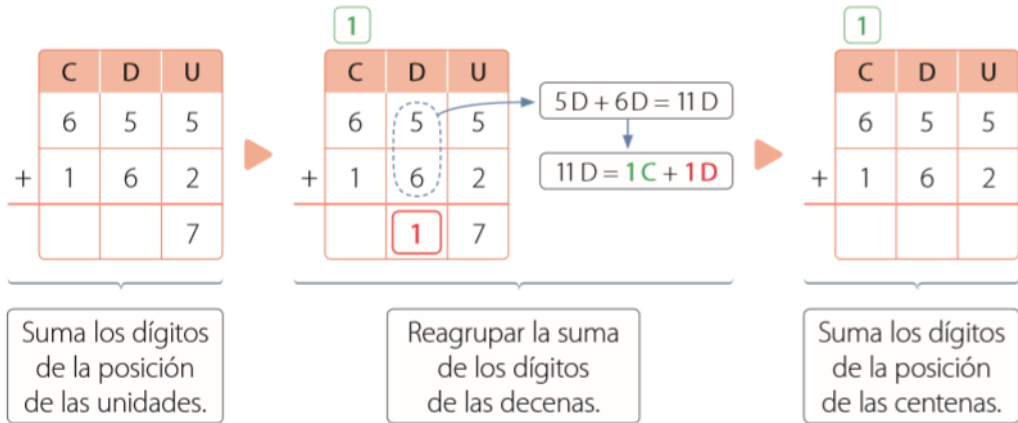 C D U
6 5 5
+ 1 6 2
7
Suma los dígitos
de la posición
de las unidades.
1
C D U
6 5 5
+ 1 6 2
1 7
5 D + 6 D = 11 D
11 D = 1 C + 1 D
Reagrupar la suma
de los dígitos
de las decenas.
1
C D U
6 5 5
+ 1 6 2
Suma los dígitos
de la posición
de las centenas.